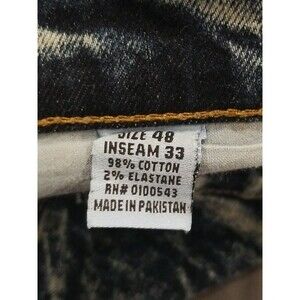 SIZE 48
INSEAM 33
98% COTTON
2% ELASTANE
RN# 0100543
MADE IN PAKISTAN